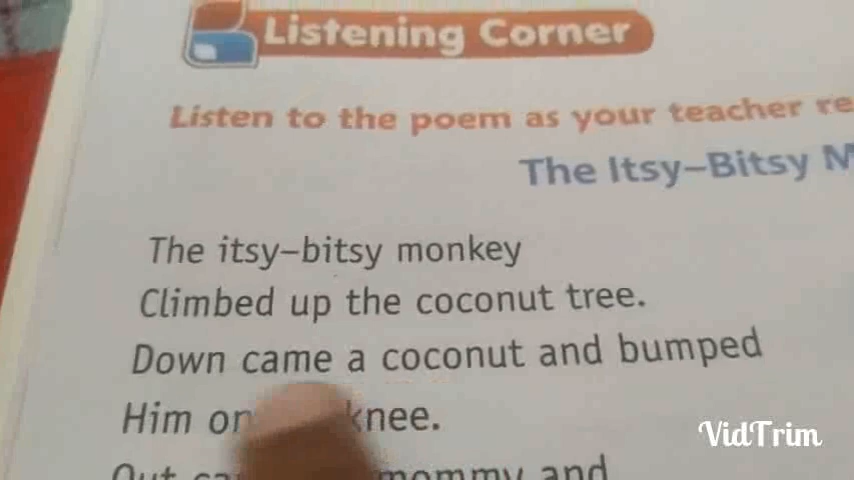 Listening Corner
Listen to the poem as your teacher re
The Itsy–Bitsy M
The itsy–bitsy monkey
Climbed up the coconut tree.
Down came a coconut and bumped
Him on knee.
Out mommy and
VidTrim